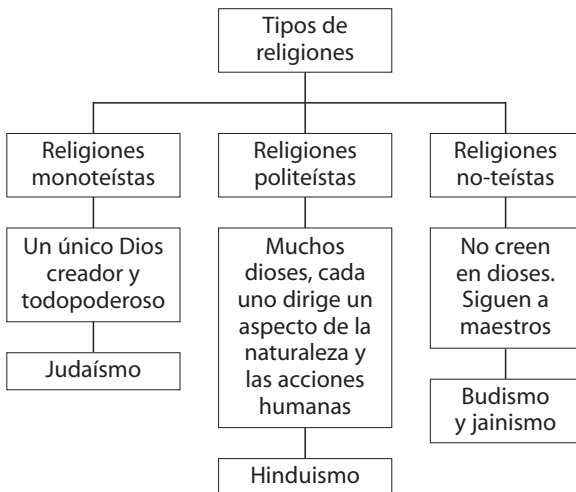 Tipos de
religiones
Religiones
monoteístas
Un único Dios
creador y
todopoderoso
Judaísmo
Religiones
politeístas
Muchos
dioses, cada
uno dirige un
aspecto de la
naturaleza y
las acciones
humanas
Hinduismo
Religiones
no-teístas
No creen
en dioses.
Siguen a
maestros
Budismo
y jainismo